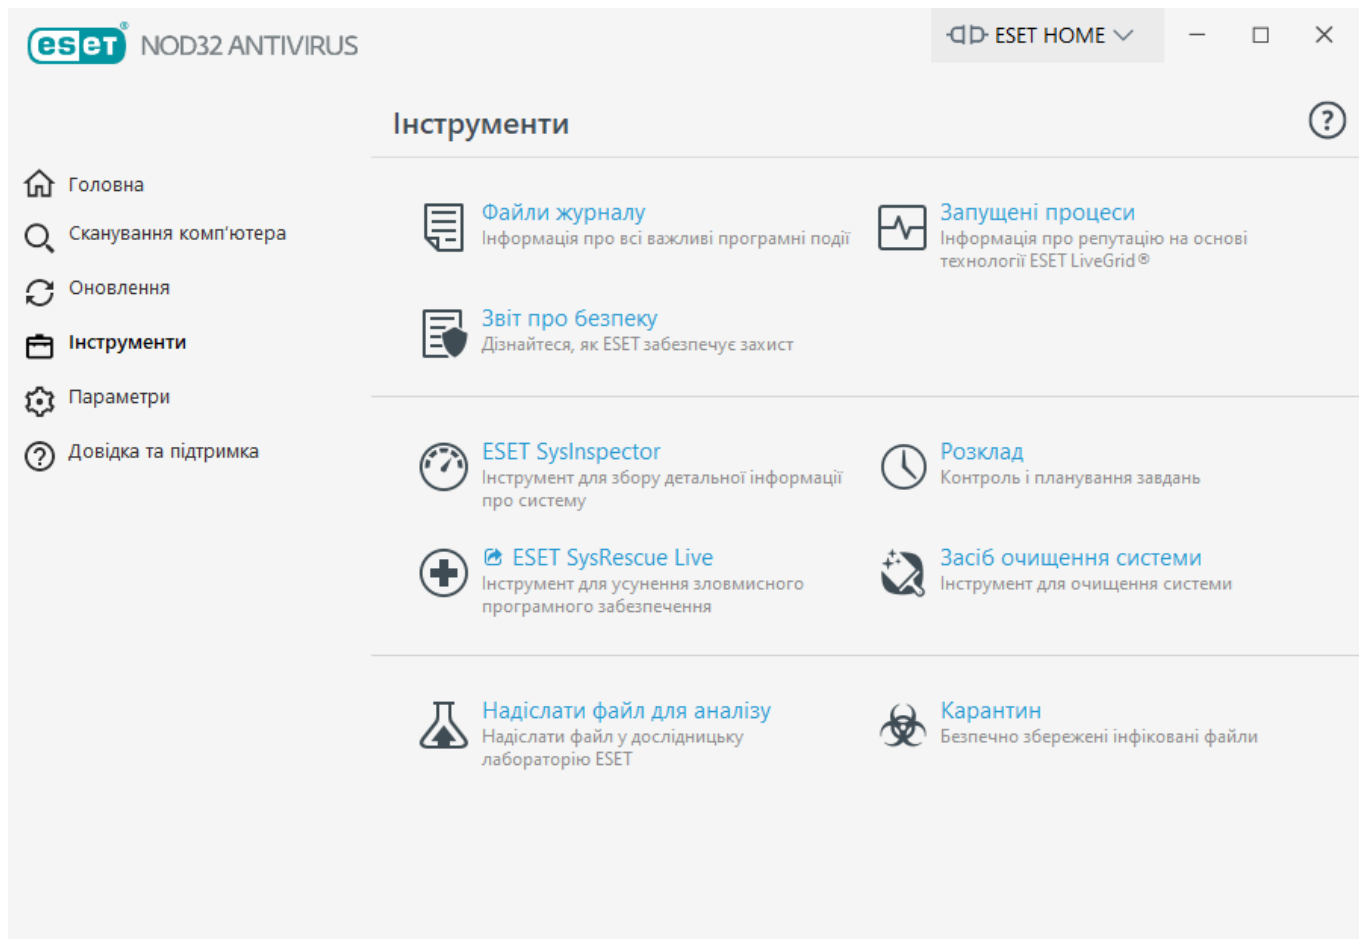 eset® NOD32 ANTIVIRUS
ESET HOME
Інструменти
Головна
Сканування комп'ютера
Оновлення
Інструменти
Параметри
Довідка та підтримка
Файли журналу
Інформація про всі важливі програмні події
Запущені процеси
Інформація про репутацію на основі
технології ESET LiveGrid®
Звіт про безпеку
Дізнайтеся, як ESET забезпечує захист
ESET SysInspector
Інструмент для збору детальної інформації
про систему
Розклад
Контроль і планування завдань
ESET SysRescue Live
Інструмент для усунення зловмисного
програмного забезпечення
Засіб очищення системи
Інструмент для очищення системи
Надіслати файл для аналізу
Надіслати файл у дослідницьку
лабораторію ESET
Карантин
Безпечно збережені інфіковані файли